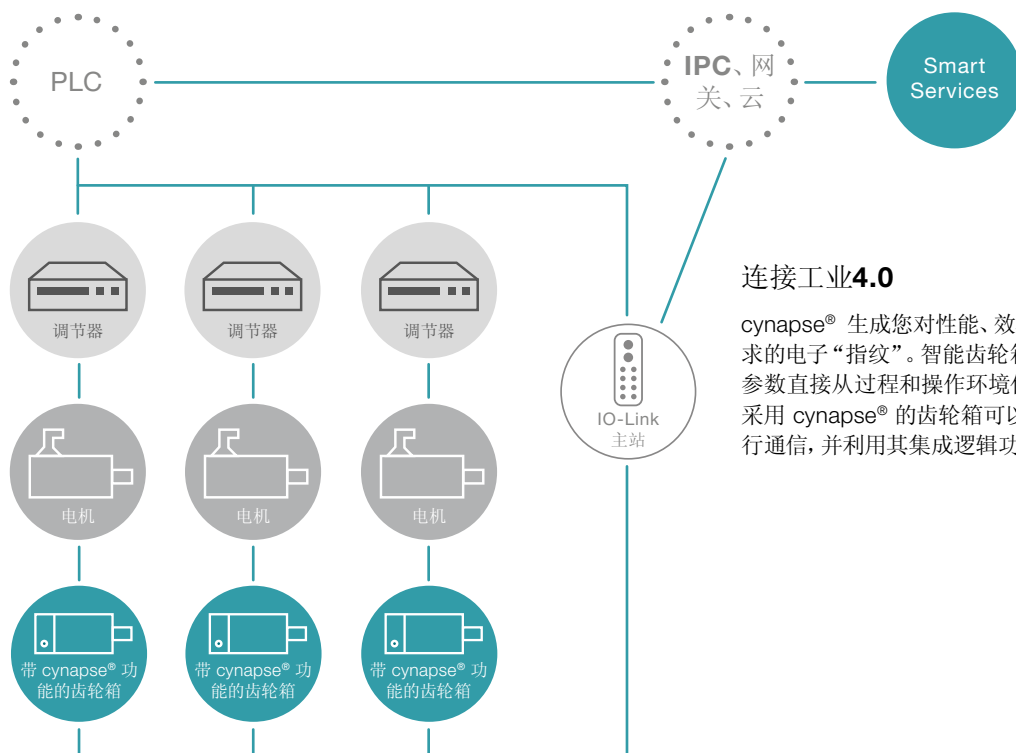 PLC
IPC、网
关、云
Smart
Services
调节器
调节器
调节器
IO-Link
主站
电机
电机
电机
带 cynapse® 功
能的齿轮箱
带 cynapse® 功
能的齿轮箱
带 cynapse® 功
能的齿轮箱
连接工业4.0
cynapse® 生成您对性能、效
求的电子“指纹”。智能齿轮箱
参数直接从过程和操作环境
采用 cynapse® 的齿轮箱可以
行通信,并利用其集成逻辑功